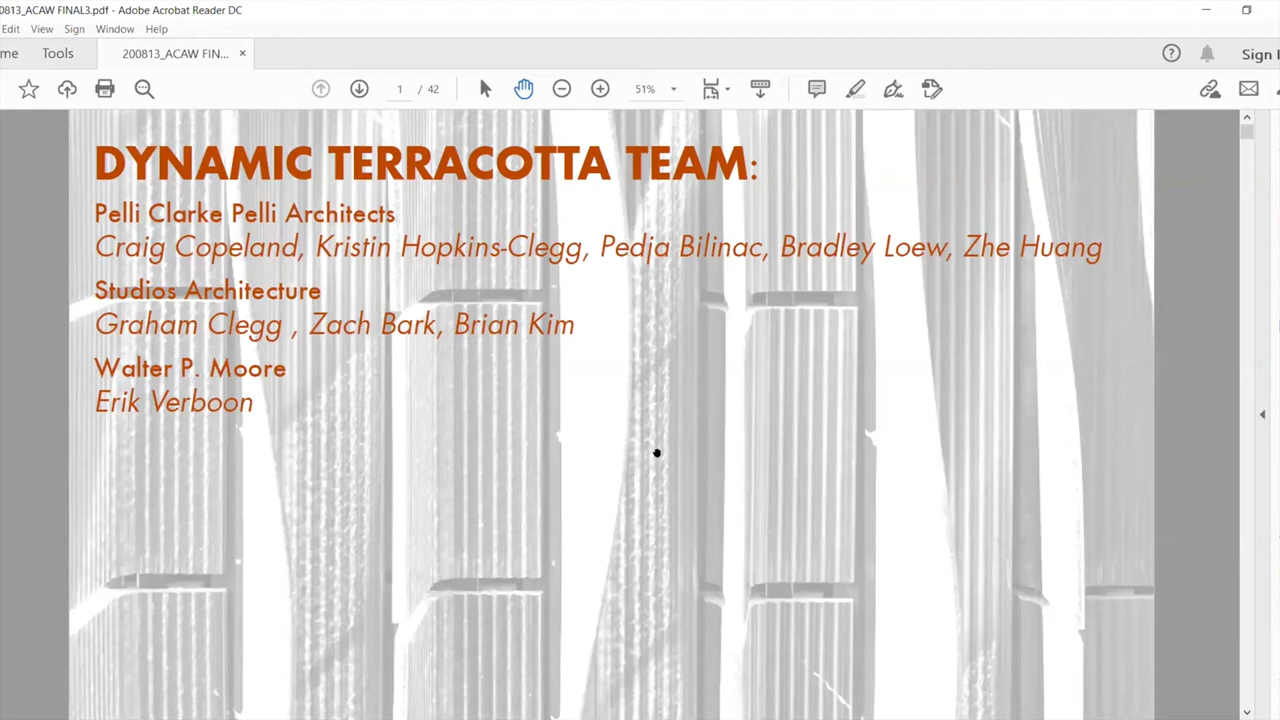 0813_ACAW FINAL3.pdf - Adobe Acrobat Reader DC
Edit View Sign Window Help
me Tools 200813_ACAW FIN... × Sign I
1 / 42 51%
DYNAMIC TERRACOTTA TEAM:
Pelli Clarke Pelli Architects
Craig Copeland, Kristin Hopkins-Clegg, Pedja Bilinac, Bradley Loew, Zhe Huang
Studios Architecture
Graham Clegg , Zach Bark, Brian Kim
Walter P. Moore
Erik Verboon